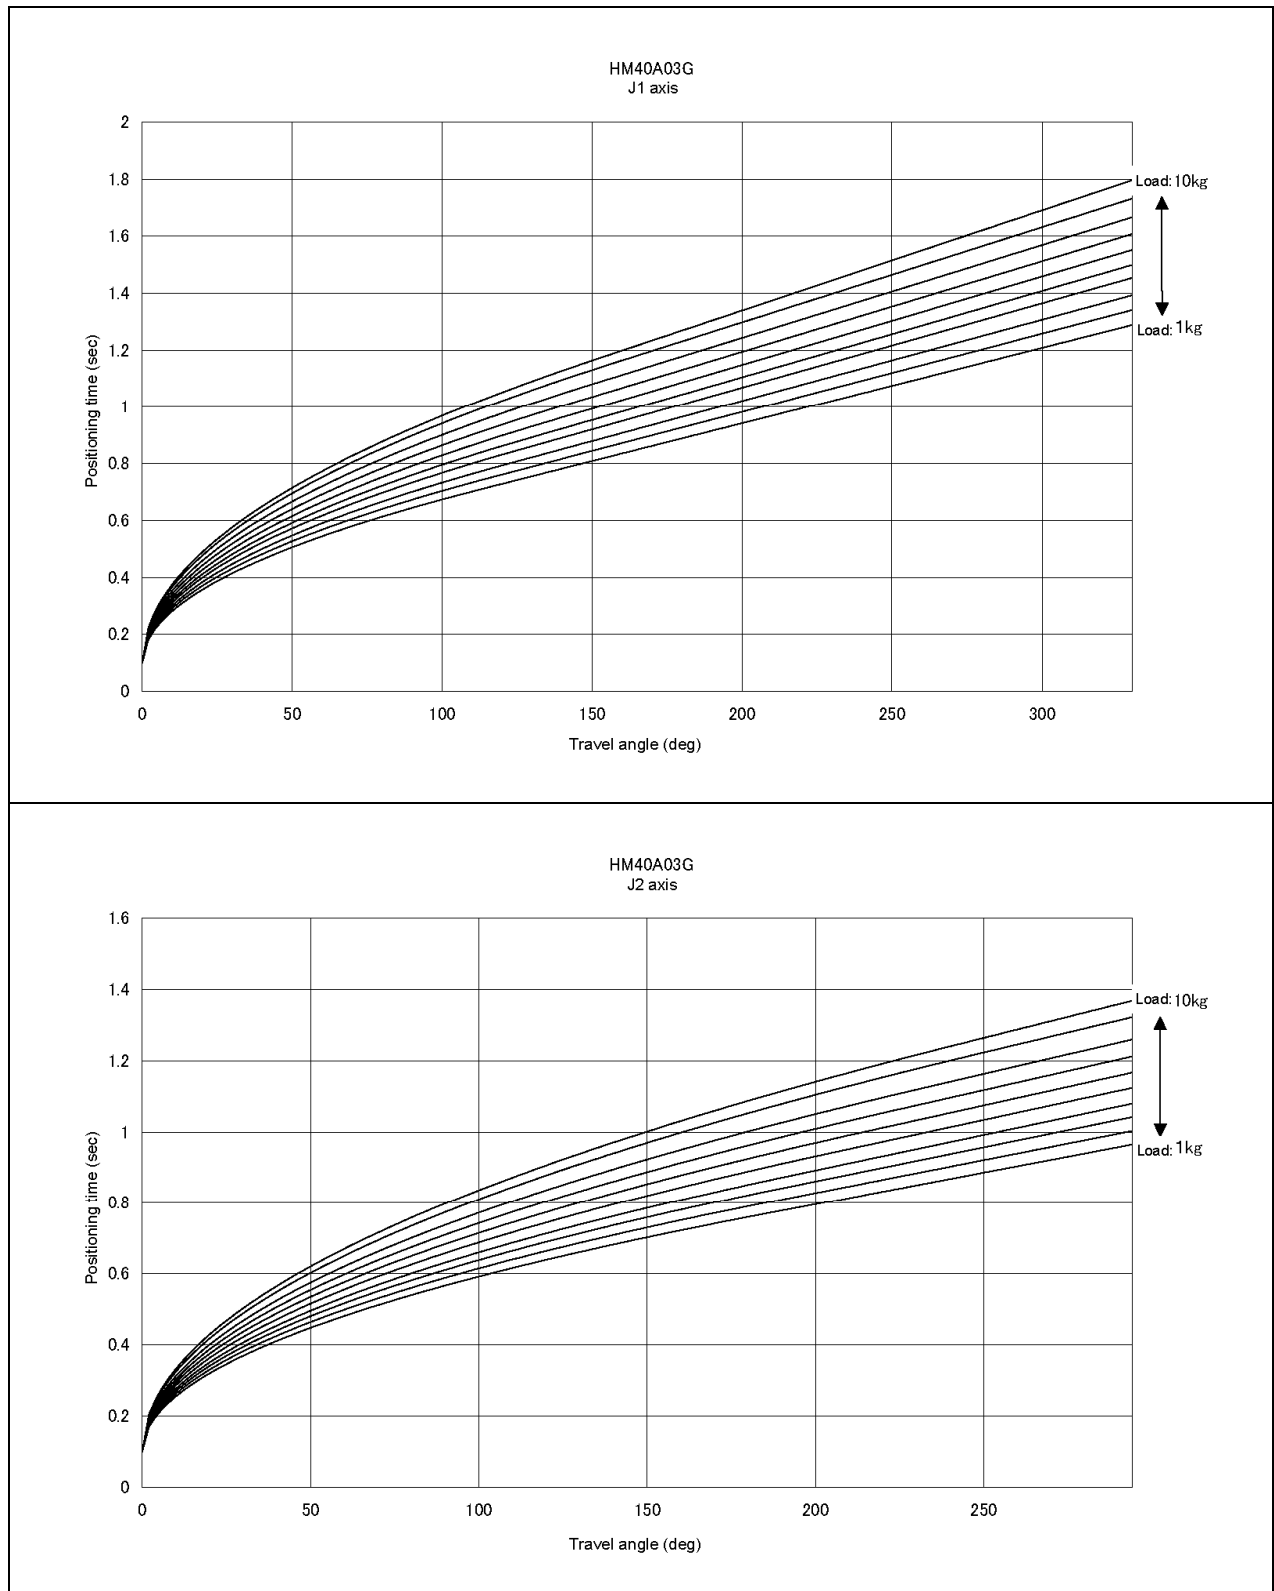 HM40A03G
J1 axis
2
1.8
1.6
1.4
1.2
1
0.8
0.6
0.4
0.2
0
Positioning time (sec)
Load: 10kg
Load: 1kg
0 50 100 150 200 250 300
Travel angle (deg)
HM40A03G
J2 axis
1.6
1.4
1.2
1
0.8
0.6
0.4
0.2
0
Positioning time (sec)
Load: 10kg
Load: 1kg
0 50 100 150 200 250
Travel angle (deg)